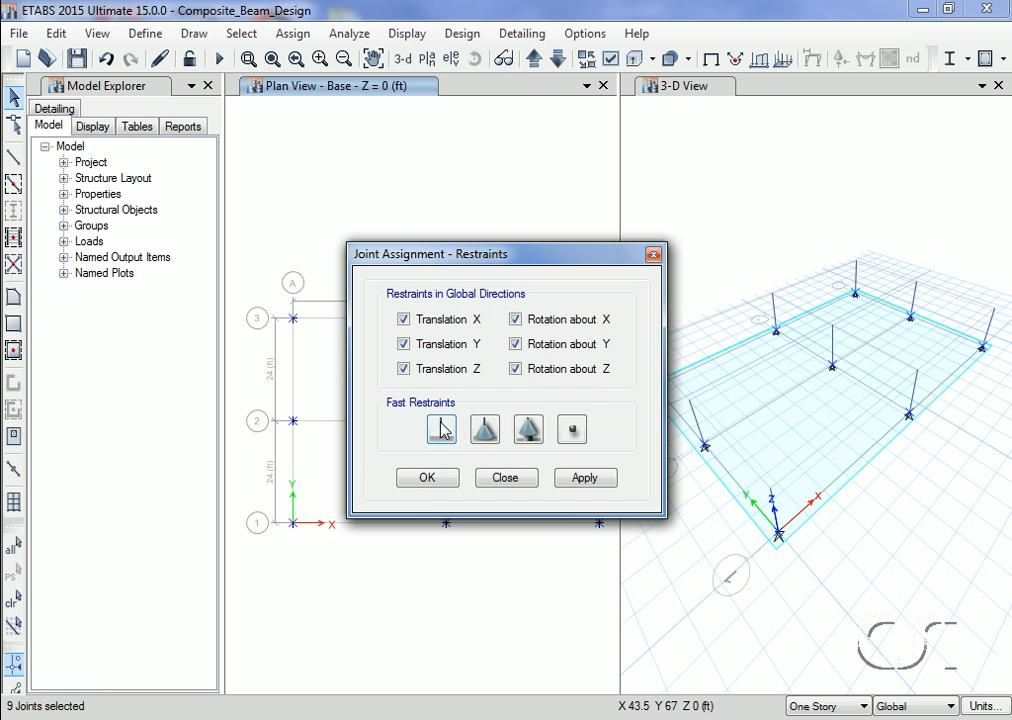 ETABS 2015 Ultimate 15.0.0 - Composite_Beam_Design
File Edit View Define Draw Select Assign Analyze Display Design Detailing Options Help
3-d plà elè nd
Model Explorer
Plan View - Base - Z = 0 (ft)
3-D View
Detailing
Model Display Tables Reports
Model
Project
Structure Layout
Properties
Structural Objects
Groups
Loads
Named Output Items
Named Plots
all
PS
clr
A
3
24 (ft)
2
24 (ft)
1
Y
X
Joint Assignment - Restraints
Restraints in Global Directions
Translation X Rotation about X
Translation Y Rotation about Y
Translation Z Rotation about Z
Fast Restraints
OK Close Apply
Y Z X
9 Joints selected
X 43.5 Y 67 Z 0 (ft)
One Story Global Units...